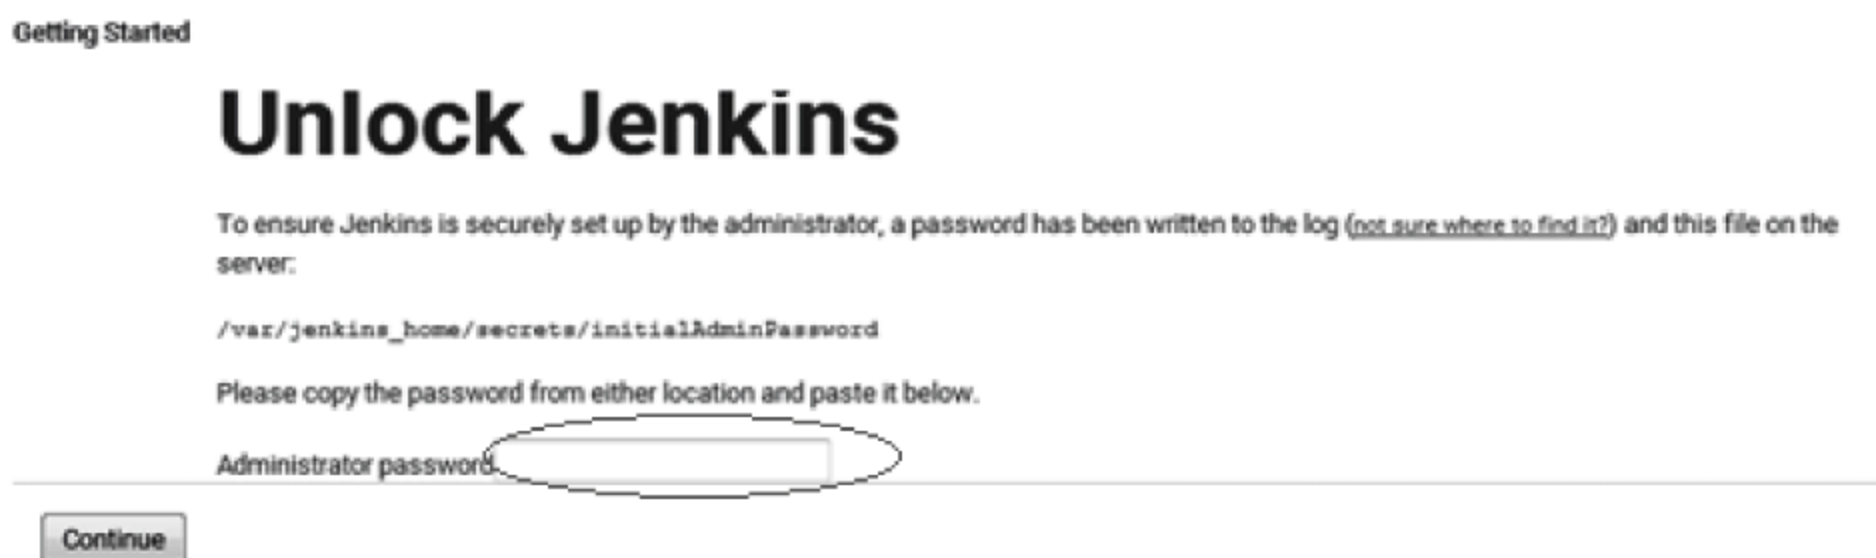 Getting Started
Unlock Jenkins
To ensure Jenkins is securely set up by the administrator, a password has been written to the log (not sure where to find it?) and this file on the
server:
/var/jenkins_home/secrets/initialAdminPassword
Please copy the password from either location and paste it below.
Administrator password
Continue